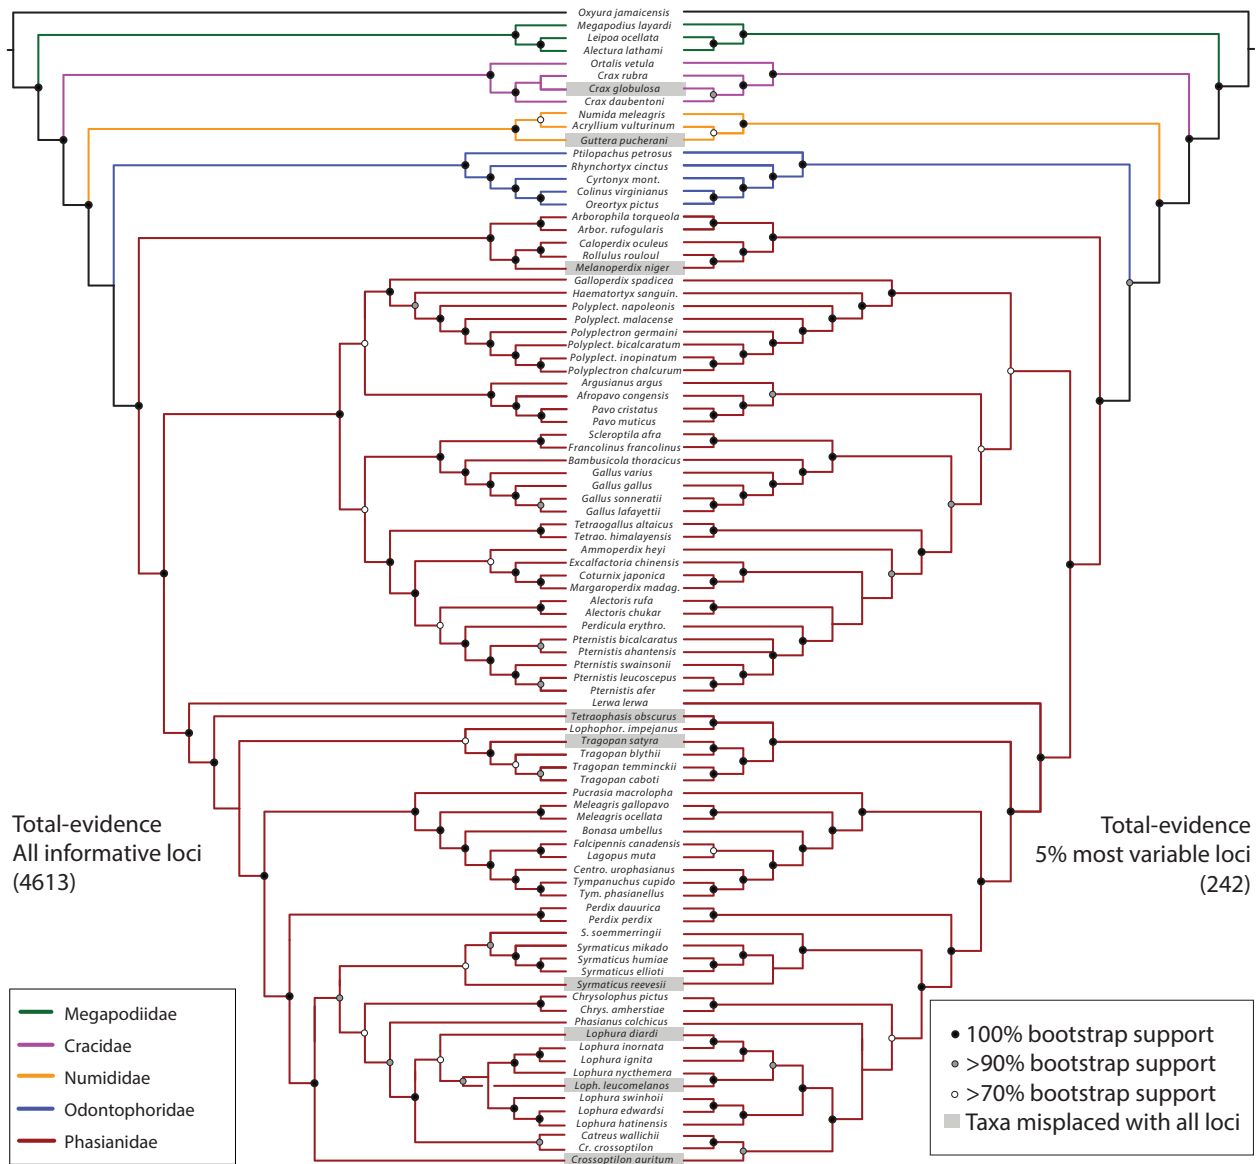 Oxyura jamaicensis
Megapodius layardi
Leipoa ocellata
Alectura lathami
Ortalis vetula
Crax rubra
Crax globulosa
Crax daubentoni
Numida meleagris
Acryllium vulturinum
Guttera pucherani
Ptilopachus petrosus
Rhynchortyx cinctus
Cyrtonyx mont.
Colinus virginianus
Oreortyx pictus
Arborophila torqueola
Arbor. rufogularis
Caloperdix oculeus
Rollulus rouloul
Melanoperdix niger
Galloperdix spadicea
Haematortyx sanguin.
Polyplect. napoleonis
Polyplect. malacense
Polyplectron germaini
Polyplect. bicalcaratum
Polyplect. inopinatum
Polyplectron chalcurum
Argusianus argus
Afropavo congensis
Pavo cristatus
Pavo muticus
Scleroptila afra
Francolinus francolinus
Bambusicola thoracicus
Gallus varius
Gallus gallus
Gallus sonneratii
Gallus lafayettii
Tetraogallus altaicus
Tetrao. himalayensis
Ammoperdix heyi
Excalfactoria chinensis
Coturnix japonica
Margaroperdix madag.
Alectoris rufa
Alectoris chukar
Perdicula erythro.
Pternistis bicalcaratus
Pternistis ahantensis
Pternistis swainsonii
Pternistis leucoscepus
Pternistis afer
Lerwa lerwa
Tetraophasis obscurus
Lophophor. impejanus
Tragopan satyra
Tragopan blythii
Tragopan temminckii
Tragopan caboti
Pucrasia macrolopha
Meleagris gallopavo
Meleagris ocellata
Bonasa umbellus
Falcipennis canadensis
Lagopus muta
Centro. urophasianus
Tympanuchus cupido
Tym. phasianellus
Perdix dauurica
Perdix perdix
S. soemmerringii
Syrmaticus mikado
Syrmaticus humiae
Syrmaticus ellioti
Syrmaticus reevesii
Chrysolophus pictus
Chrys. amherstiae
Phasianus colchicus
Lophura diardi
Lophura inornata
Lophura ignita
Lophura nycthemera
Loph. leucomelanos
Lophura swinhoii
Lophura edwardsi
Lophura hatinensis
Catreus wallichii
Cr. crossoptilon
Crossoptilon auritum
Total-evidence
All informative loci
(4613)
Total-evidence
5% most variable loci
(242)
Megapodiidae
Cracidae
Numididae
Odontophoridae
Phasianidae
100% bootstrap support
>90% bootstrap support
>70% bootstrap support
Taxa misplaced with all loci